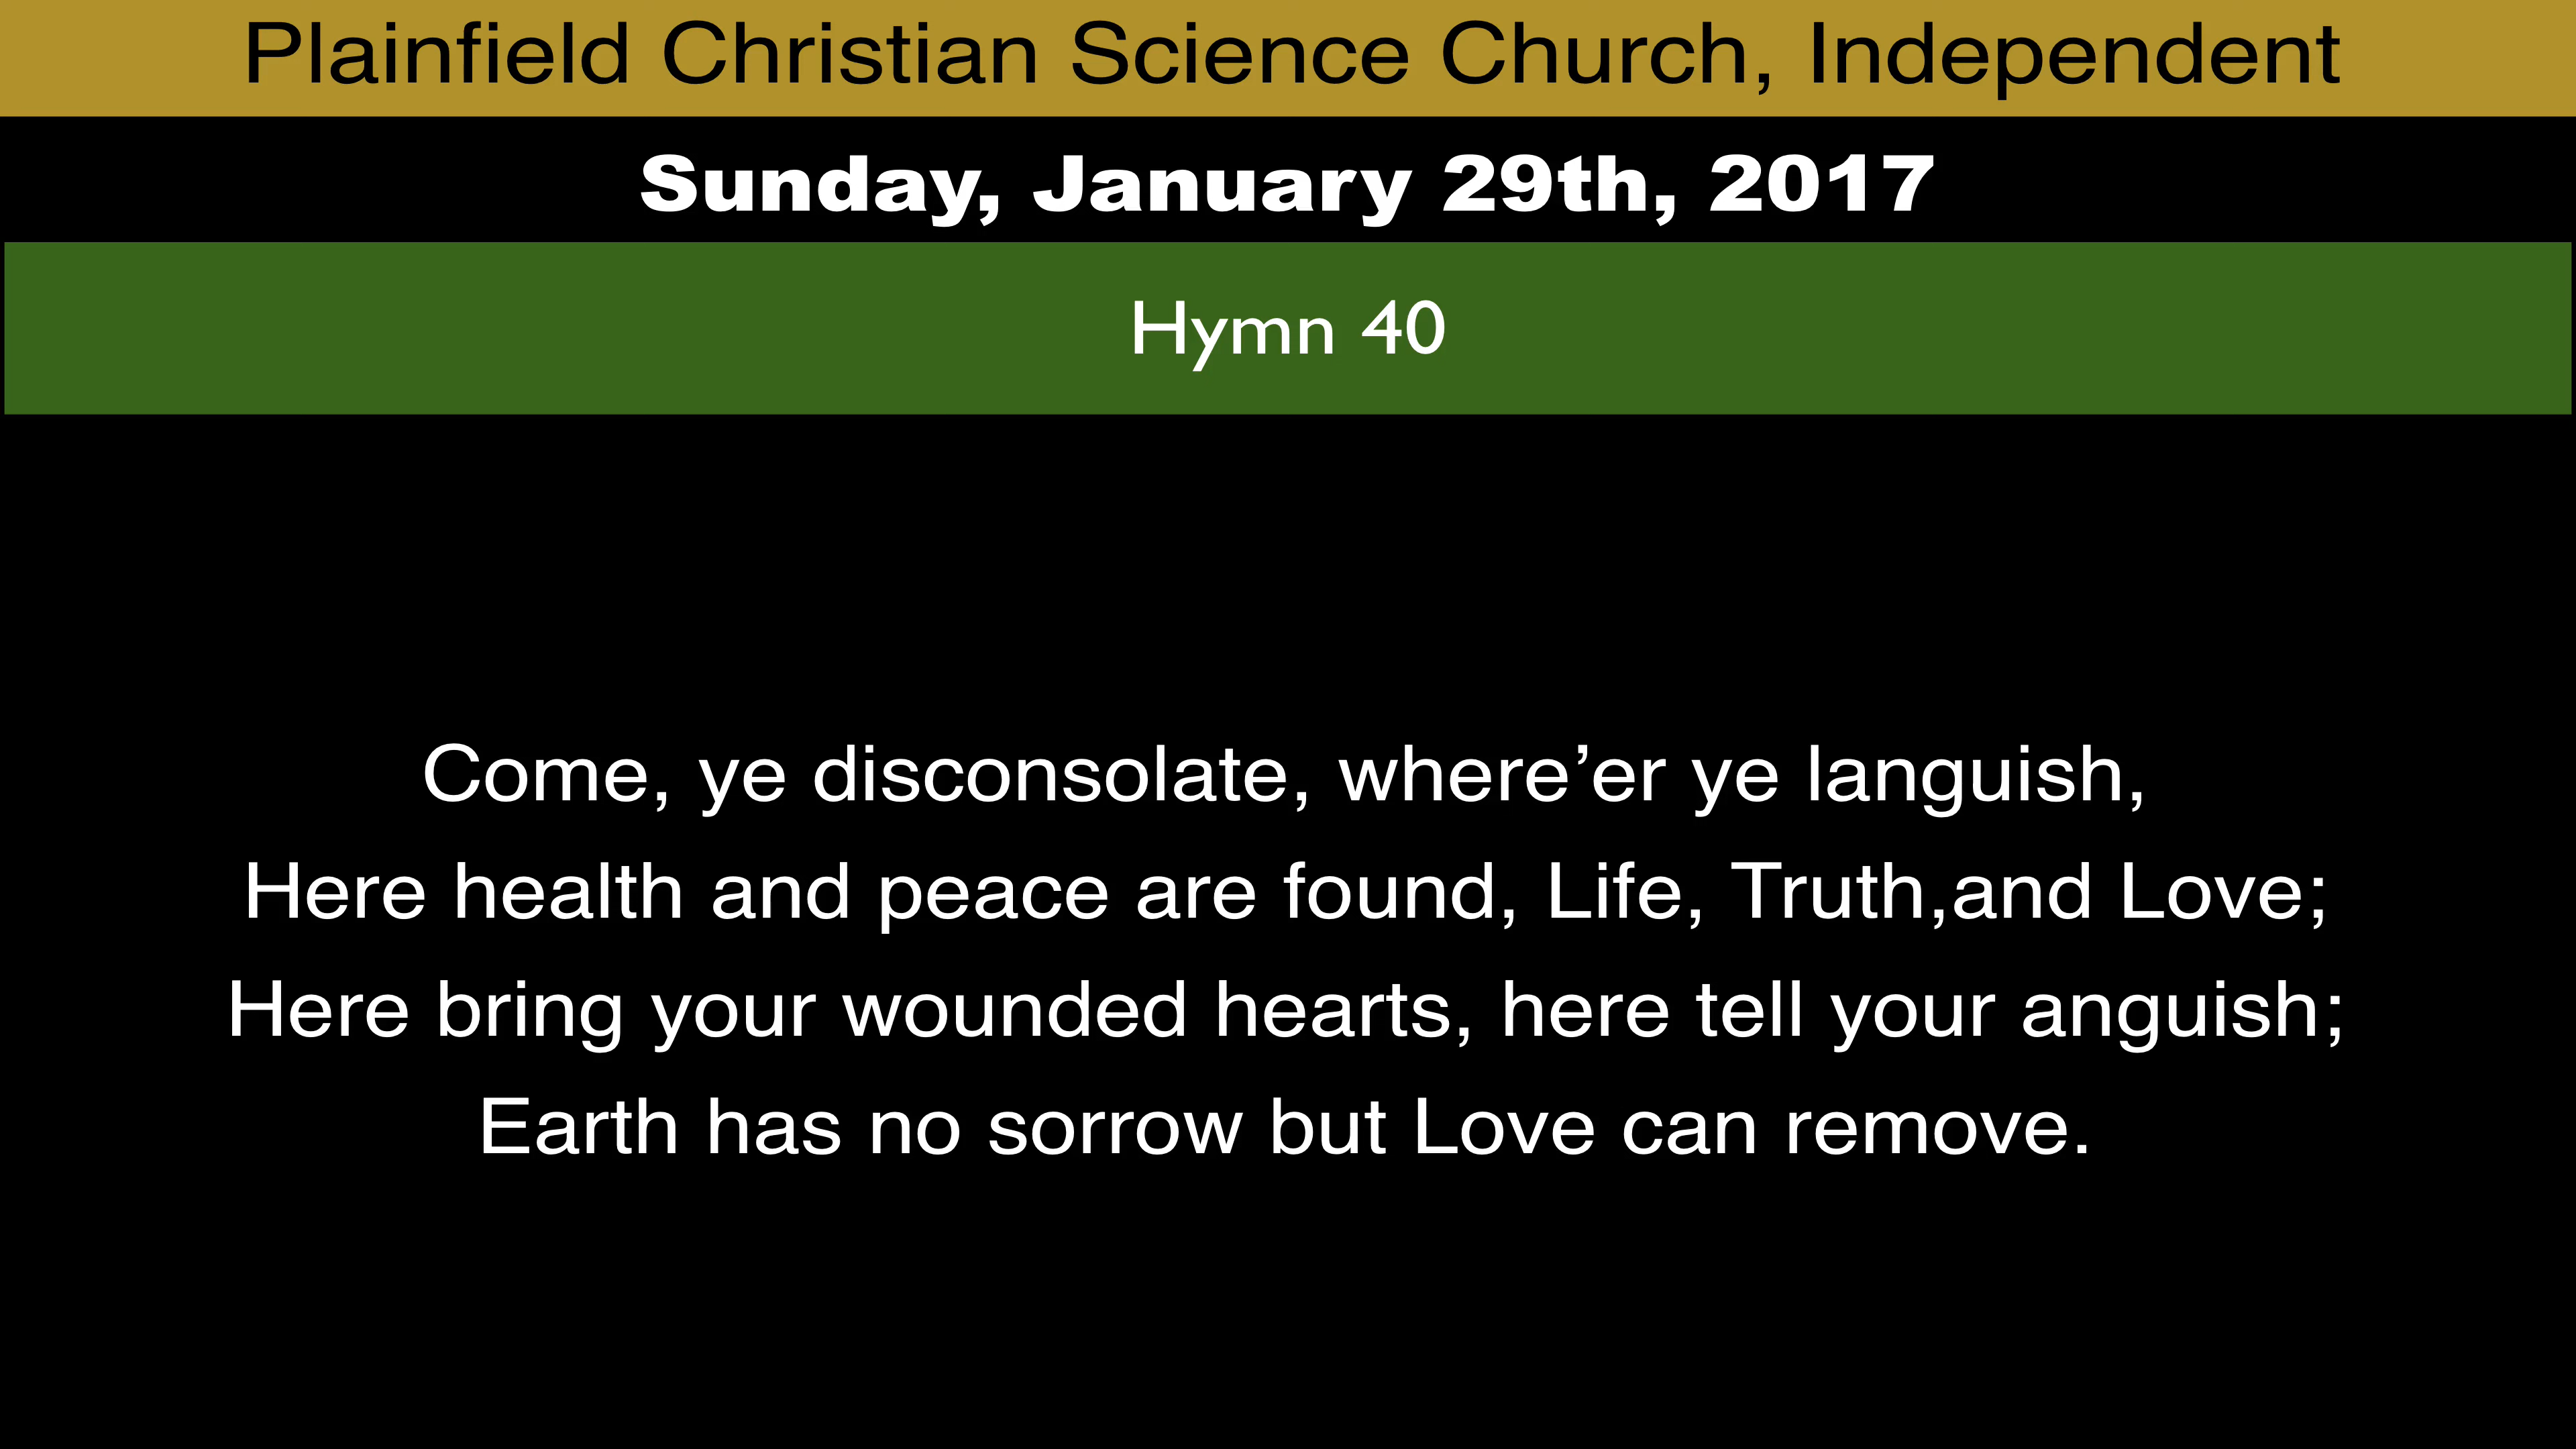 Plainfield Christian Science Church, Independent
Sunday, January 29th, 2017
Hymn 40
Come, ye disconsolate, where’er ye languish,
Here health and peace are found, Life, Truth,and Love;
Here bring your wounded hearts, here tell your anguish;
Earth has no sorrow but Love can remove.